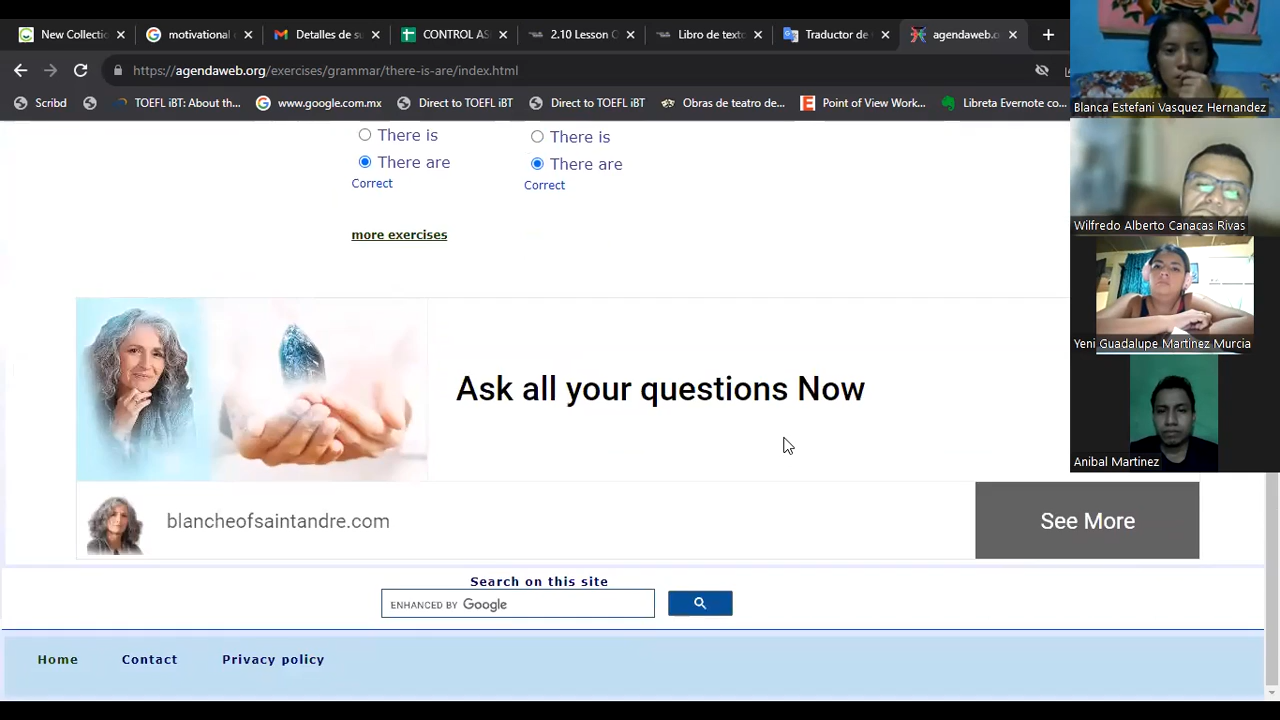 New Collectio
motivational
Detalles de su
CONTROL AS
2.10 Lesson C
Libro de texto
Traductor de
agendaweb.o
https://agendaweb.org/exercises/grammar/there-is-are/index.html
Scribd
TOEFL iBT: About th...
www.google.com.mx
Direct to TOEFL iBT
Direct to TOEFL iBT
Obras de teatro de...
Point of View Work...
Libreta Evernote co...
There is
There is
There are
There are
Correct
Correct
more exercises
Ask all your questions Now
blancheofsaintandre.com
See More
Search on this site
ENHANCED BY Google
Home
Contact
Privacy policy
Blanca Estefani Vasquez Hernandez
Wilfredo Alberto Canacas Rivas
Yeni Guadalupe Martinez Murcia
Anibal Martinez